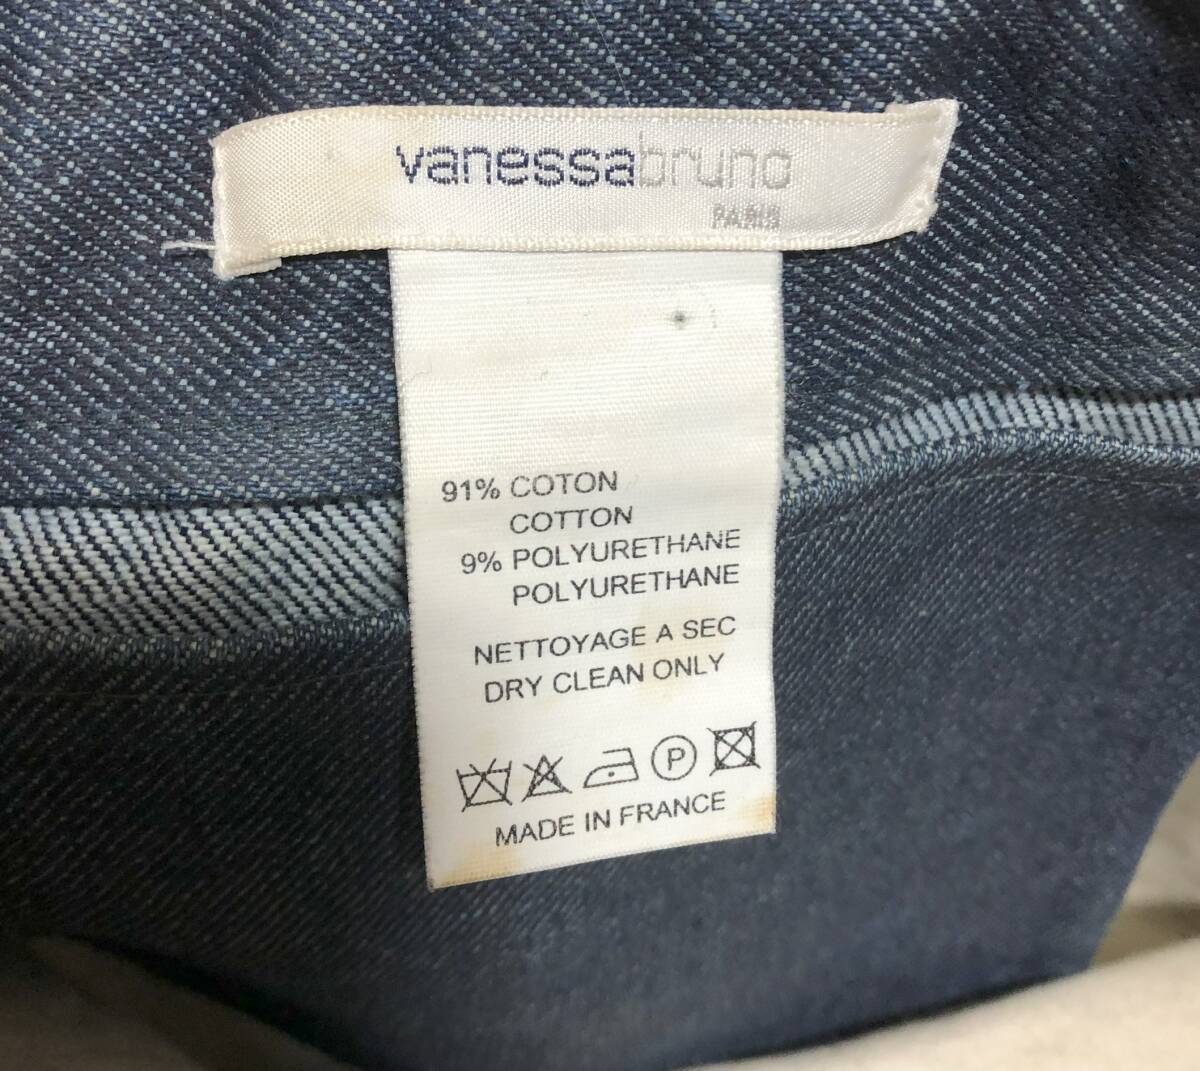 vanessabruno
PARIS
91% COTON
COTTON
9% POLYURETHANE
POLYURETHANE
NETTOYAGE A SEC
DRY CLEAN ONLY
P
MADE IN FRANCE